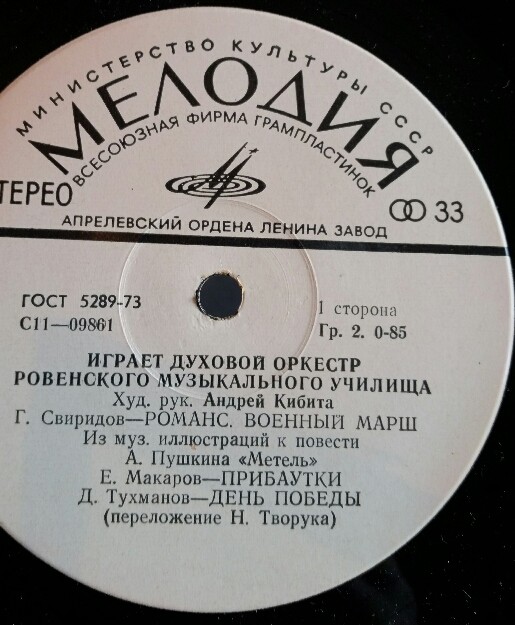 МИНИСТЕРСТВО КУЛЬТУРЫ СССР
МЕЛОДИЯ
ВСЕСОЮЗНАЯ ФИРМА ГРАМПЛАСТИНОК
ТЕРЕО
33
АПРЕЛЕВСКИЙ ОРДЕНА ЛЕНИНА ЗАВОД
ГОСТ 5289-73
С11—09861
1 сторона
Гр. 2. 0-85
ИГРАЕТ ДУХОВОЙ ОРКЕСТР
РОВЕНСКОГО МУЗЫКАЛЬНОГО УЧИЛИЩА
Худ. рук. Андрей Кибита
Г. Свиридов—РОМАНС. ВОЕННЫЙ МАРШ
Из муз. иллюстраций к повести
А. Пушкина «Метель»
Е. Макаров—ПРИБАУТКИ
Д. Тухманов—ДЕНЬ ПОБЕДЫ
(переложение Н. Творука)